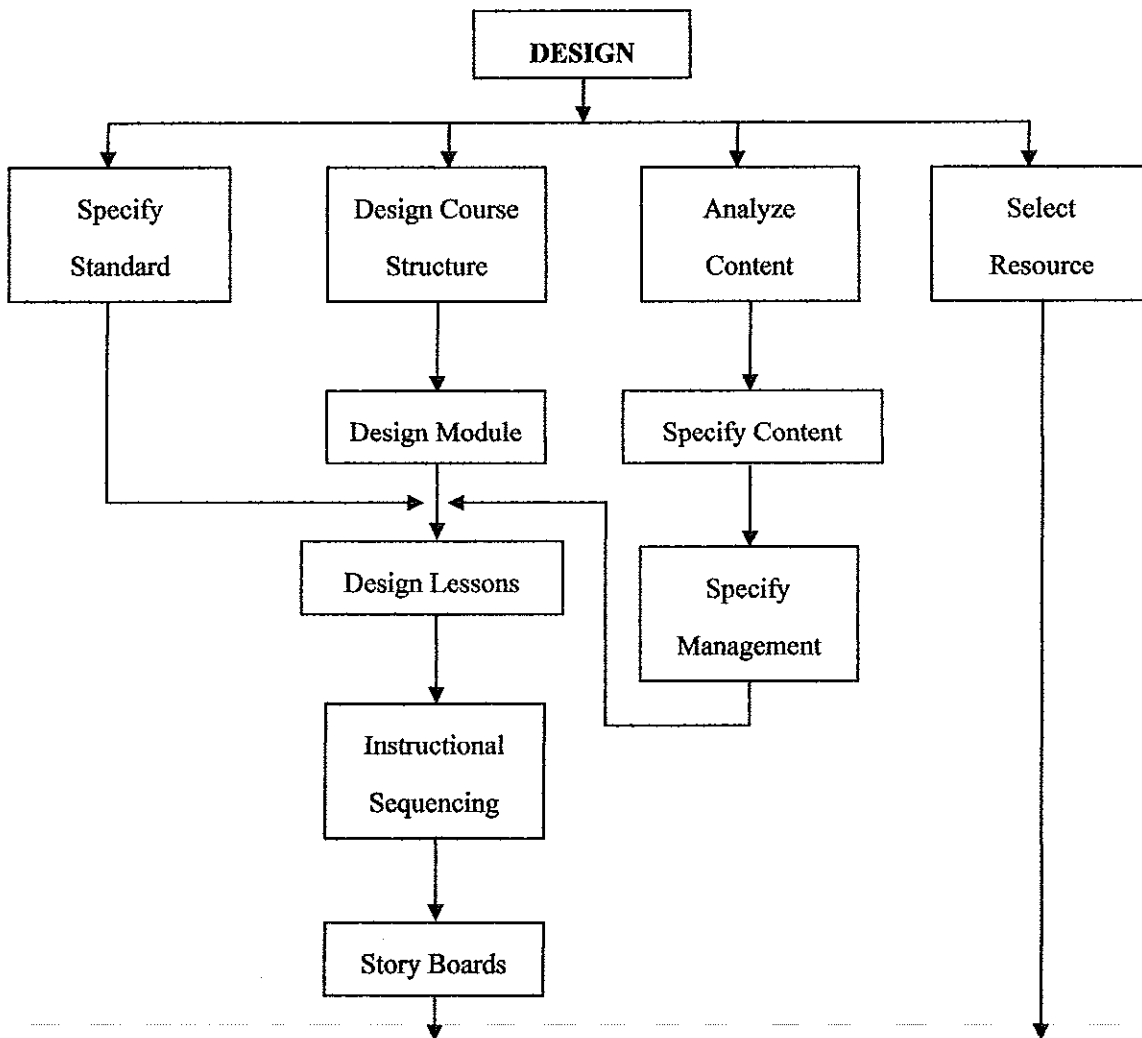 DESIGN
Specify
Standard
Design Course
Structure
Analyze
Content
Select
Resource
Design Module
Specify Content
Design Lessons
Specify
Management
Instructional
Sequencing
Story Boards